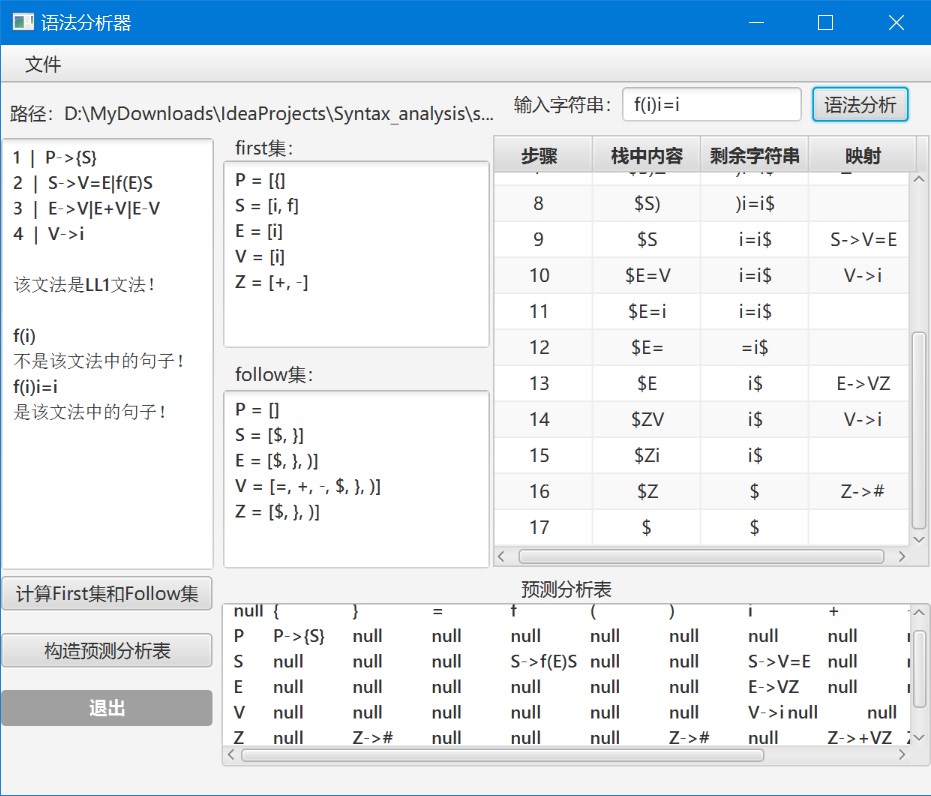 语法分析器
文件
路径：D:\MyDownloads\IdeaProjects\Syntax_analysis\s...
输入字符串： f(i)i=i 语法分析
1 | P->{S}
2 | S->V=E|f(E)S
3 | E->V|E+V|E-V
4 | V->i
该文法是LL1文法！
f(i)
不是该文法中的句子！
f(i)i=i
是该文法中的句子！
first集：
P = [{]
S = [i, f]
E = [i]
V = [i]
Z = [+, -]
follow集：
P = []
S = [$, }]
E = [$, }, )]
V = [=, +, -, $, }, )]
Z = [$, }, )]
步骤 栈中内容 剩余字符串 映射
8 $S) )i=i$
9 $S i=i$ S->V=E
10 $E=V i=i$ V->i
11 $E=i i=i$
12 $E= =i$
13 $E i$ E->VZ
14 $ZV i$ V->i
15 $Zi i$
16 $Z $ Z->#
17 $ $
计算First集和Follow集
构造预测分析表
退出
预测分析表
null { } = f ( ) i +
P P->{S} null null null null null null null
S null null null S->f(E)S null null S->V=E null
E null null null null null null E->VZ null
V null null null null null null V->i null null
Z null Z-># null null null Z-># null Z->+VZ